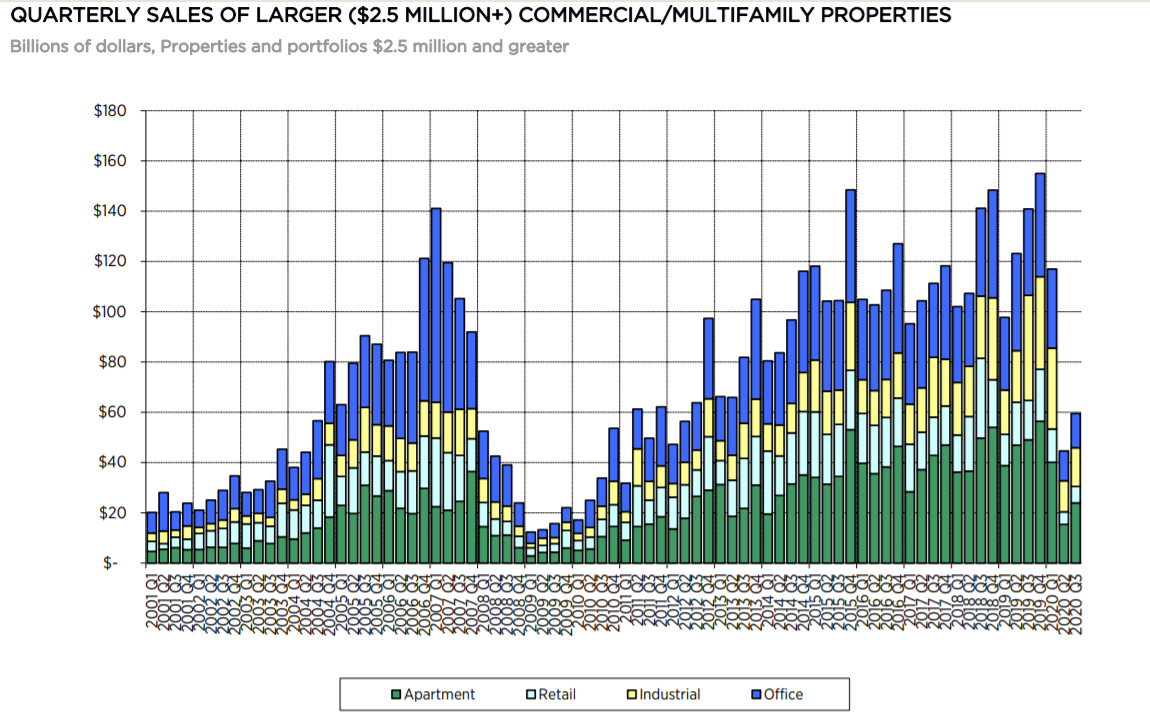 QUARTERLY SALES OF LARGER ($2.5 MILLION+) COMMERCIAL/MULTIFAMILY PROPERTIES
Billions of dollars, Properties and portfolios $2.5 million and greater
$180
$160
$140
$120
$100
$80
$60
$40
$20
$-
2001 Q1
2001 Q2
2001 Q3
2001 Q4
2002 Q1
2002 Q2
2002 Q3
2002 Q4
2003 Q1
2003 Q2
2003 Q3
2003 Q4
2004 Q1
2004 Q2
2004 Q3
2004 Q4
2005 Q1
2005 Q2
2005 Q3
2005 Q4
2006 Q1
2006 Q2
2006 Q3
2006 Q4
2007 Q1
2007 Q2
2007 Q3
2007 Q4
2008 Q1
2008 Q2
2008 Q3
2008 Q4
2009 Q1
2009 Q2
2009 Q3
2009 Q4
2010 Q1
2010 Q2
2010 Q3
2010 Q4
2011 Q1
2011 Q2
2011 Q3
2011 Q4
2012 Q1
2012 Q2
2012 Q3
2012 Q4
2013 Q1
2013 Q2
2013 Q3
2013 Q4
2014 Q1
2014 Q2
2014 Q3
2014 Q4
2015 Q1
2015 Q2
2015 Q3
2015 Q4
2016 Q1
2016 Q2
2016 Q3
2016 Q4
2017 Q1
2017 Q2
2017 Q3
2017 Q4
2018 Q1
2018 Q2
2018 Q3
2018 Q4
2019 Q1
2019 Q2
2019 Q3
2019 Q4
2020 Q1
2020 Q2
2020 Q3
Apartment Retail Industrial Office